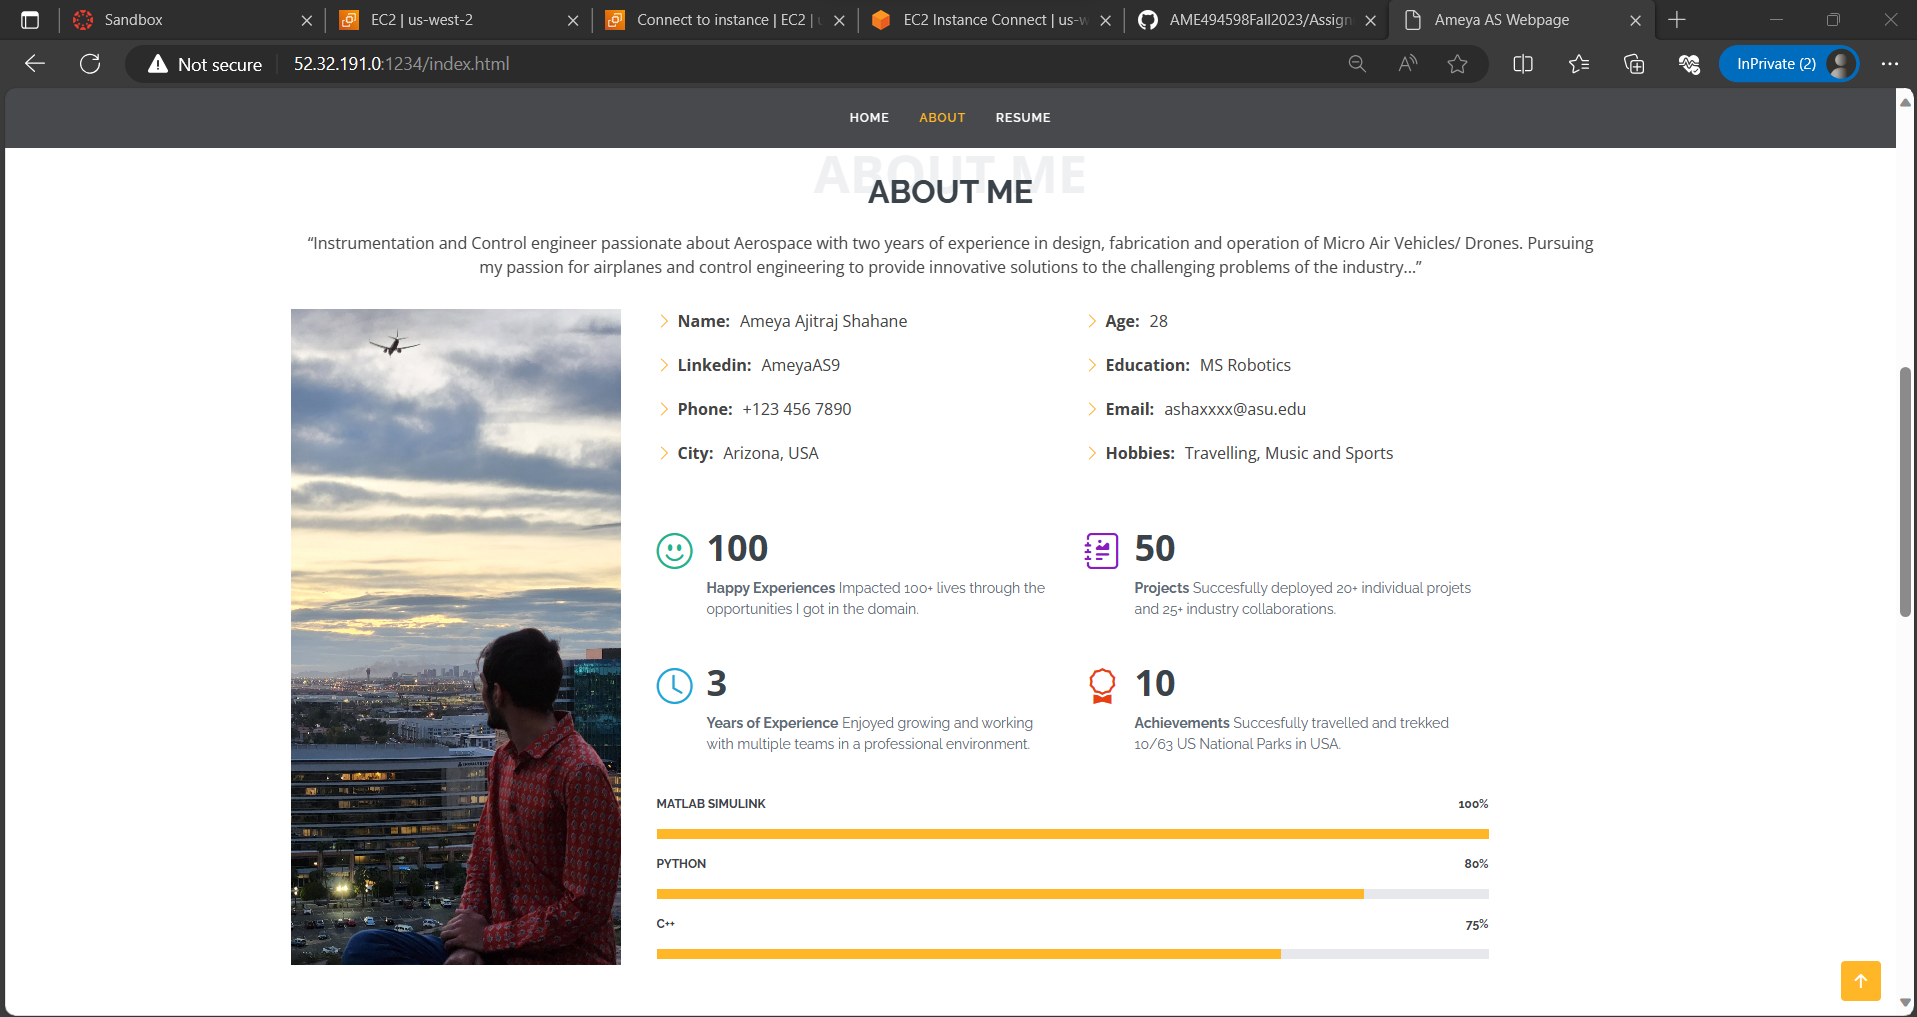 Sandbox
EC2 | us-west-2
Connect to instance | EC2 | u
EC2 Instance Connect | us-w
AME494598Fall2023/Assign
Ameya AS Webpage
Not secure
52.32.191.0:1234/index.html
InPrivate (2)
HOME ABOUT RESUME
ABOUT ME
ABOUT ME
“Instrumentation and Control engineer passionate about Aerospace with two years of experience in design, fabrication and operation of Micro Air Vehicles/ Drones. Pursuing
my passion for airplanes and control engineering to provide innovative solutions to the challenging problems of the industry...”
Name: Ameya Ajitraj Shahane
Age: 28
Linkedin: AmeyaAS9
Education: MS Robotics
Phone: +123 456 7890
Email: ashaxxxx@asu.edu
City: Arizona, USA
Hobbies: Travelling, Music and Sports
100
Happy Experiences Impacted 100+ lives through the
opportunities I got in the domain.
50
Projects Succesfully deployed 20+ individual projets
and 25+ industry collaborations.
3
Years of Experience Enjoyed growing and working
with multiple teams in a professional environment.
10
Achievements Succesfully travelled and trekked
10/63 US National Parks in USA.
MATLAB SIMULINK 100%
PYTHON 80%
C++ 75%